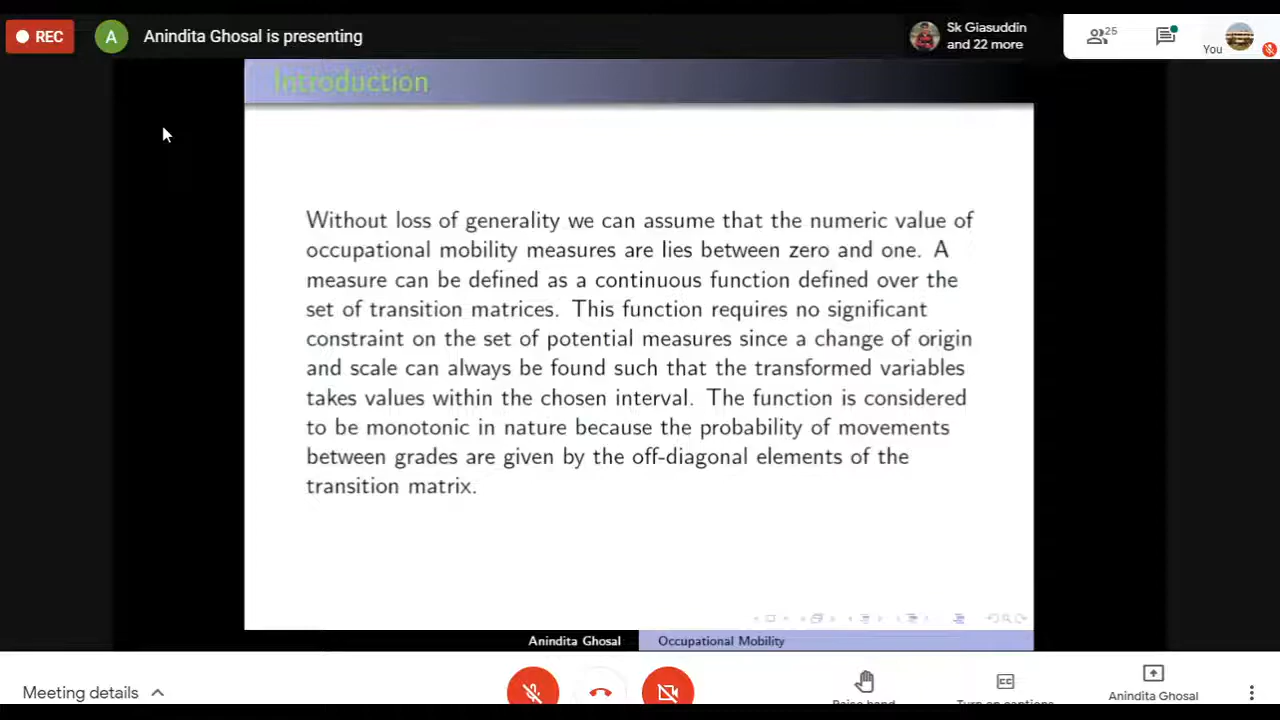 REC
A
Anindita Ghosal is presenting
Sk Giasuddin
and 22 more
25
You
Introduction
Without loss of generality we can assume that the numeric value of
occupational mobility measures are lies between zero and one. A
measure can be defined as a continuous function defined over the
set of transition matrices. This function requires no significant
constraint on the set of potential measures since a change of origin
and scale can always be found such that the transformed variables
takes values within the chosen interval. The function is considered
to be monotonic in nature because the probability of movements
between grades are given by the off-diagonal elements of the
transition matrix.
Anindita Ghosal
Occupational Mobility
Meeting details
Raise hand
CC
Turn on captions
Anindita Ghosal